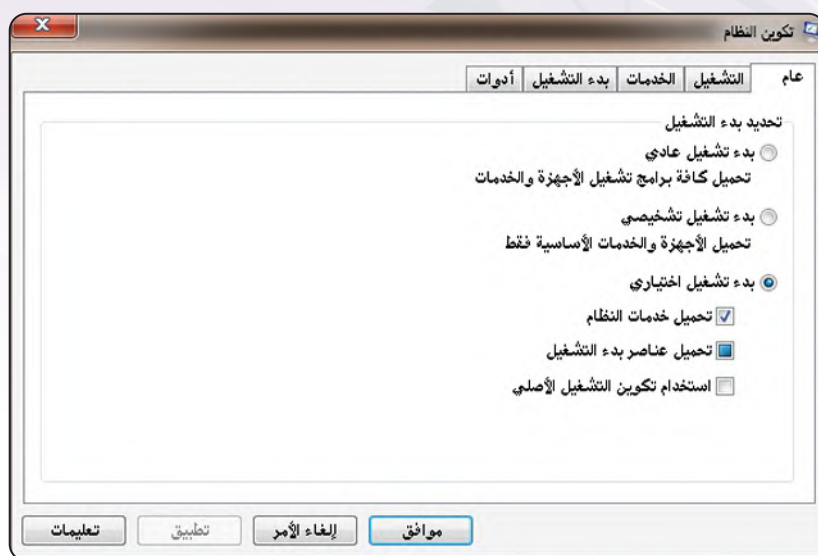 تكوين النظام
عام التشغيل الخدمات بدء التشغيل أدوات
تحديد بدء التشغيل
بدء تشغيل عادي
تحميل كافة برامج تشغيل الأجهزة والخدمات
بدء تشغيل تشخيصي
تحميل الأجهزة والخدمات الأساسية فقط
بدء تشغيل اختياري
تحميل خدمات النظام
تحميل عناصر بدء التشغيل
استخدام تكوين التشغيل الأصلي
موافق إلغاء الأمر تطبيق تعليمات